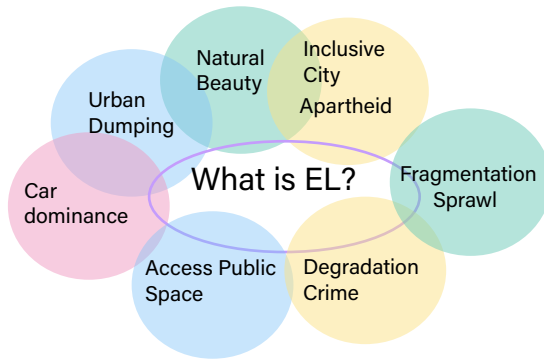 Natural
Beauty
Inclusive
City
Apartheid
Urban
Dumping
What is EL?
Fragmentation
Sprawl
Car
dominance
Access Public
Space
Degradation
Crime